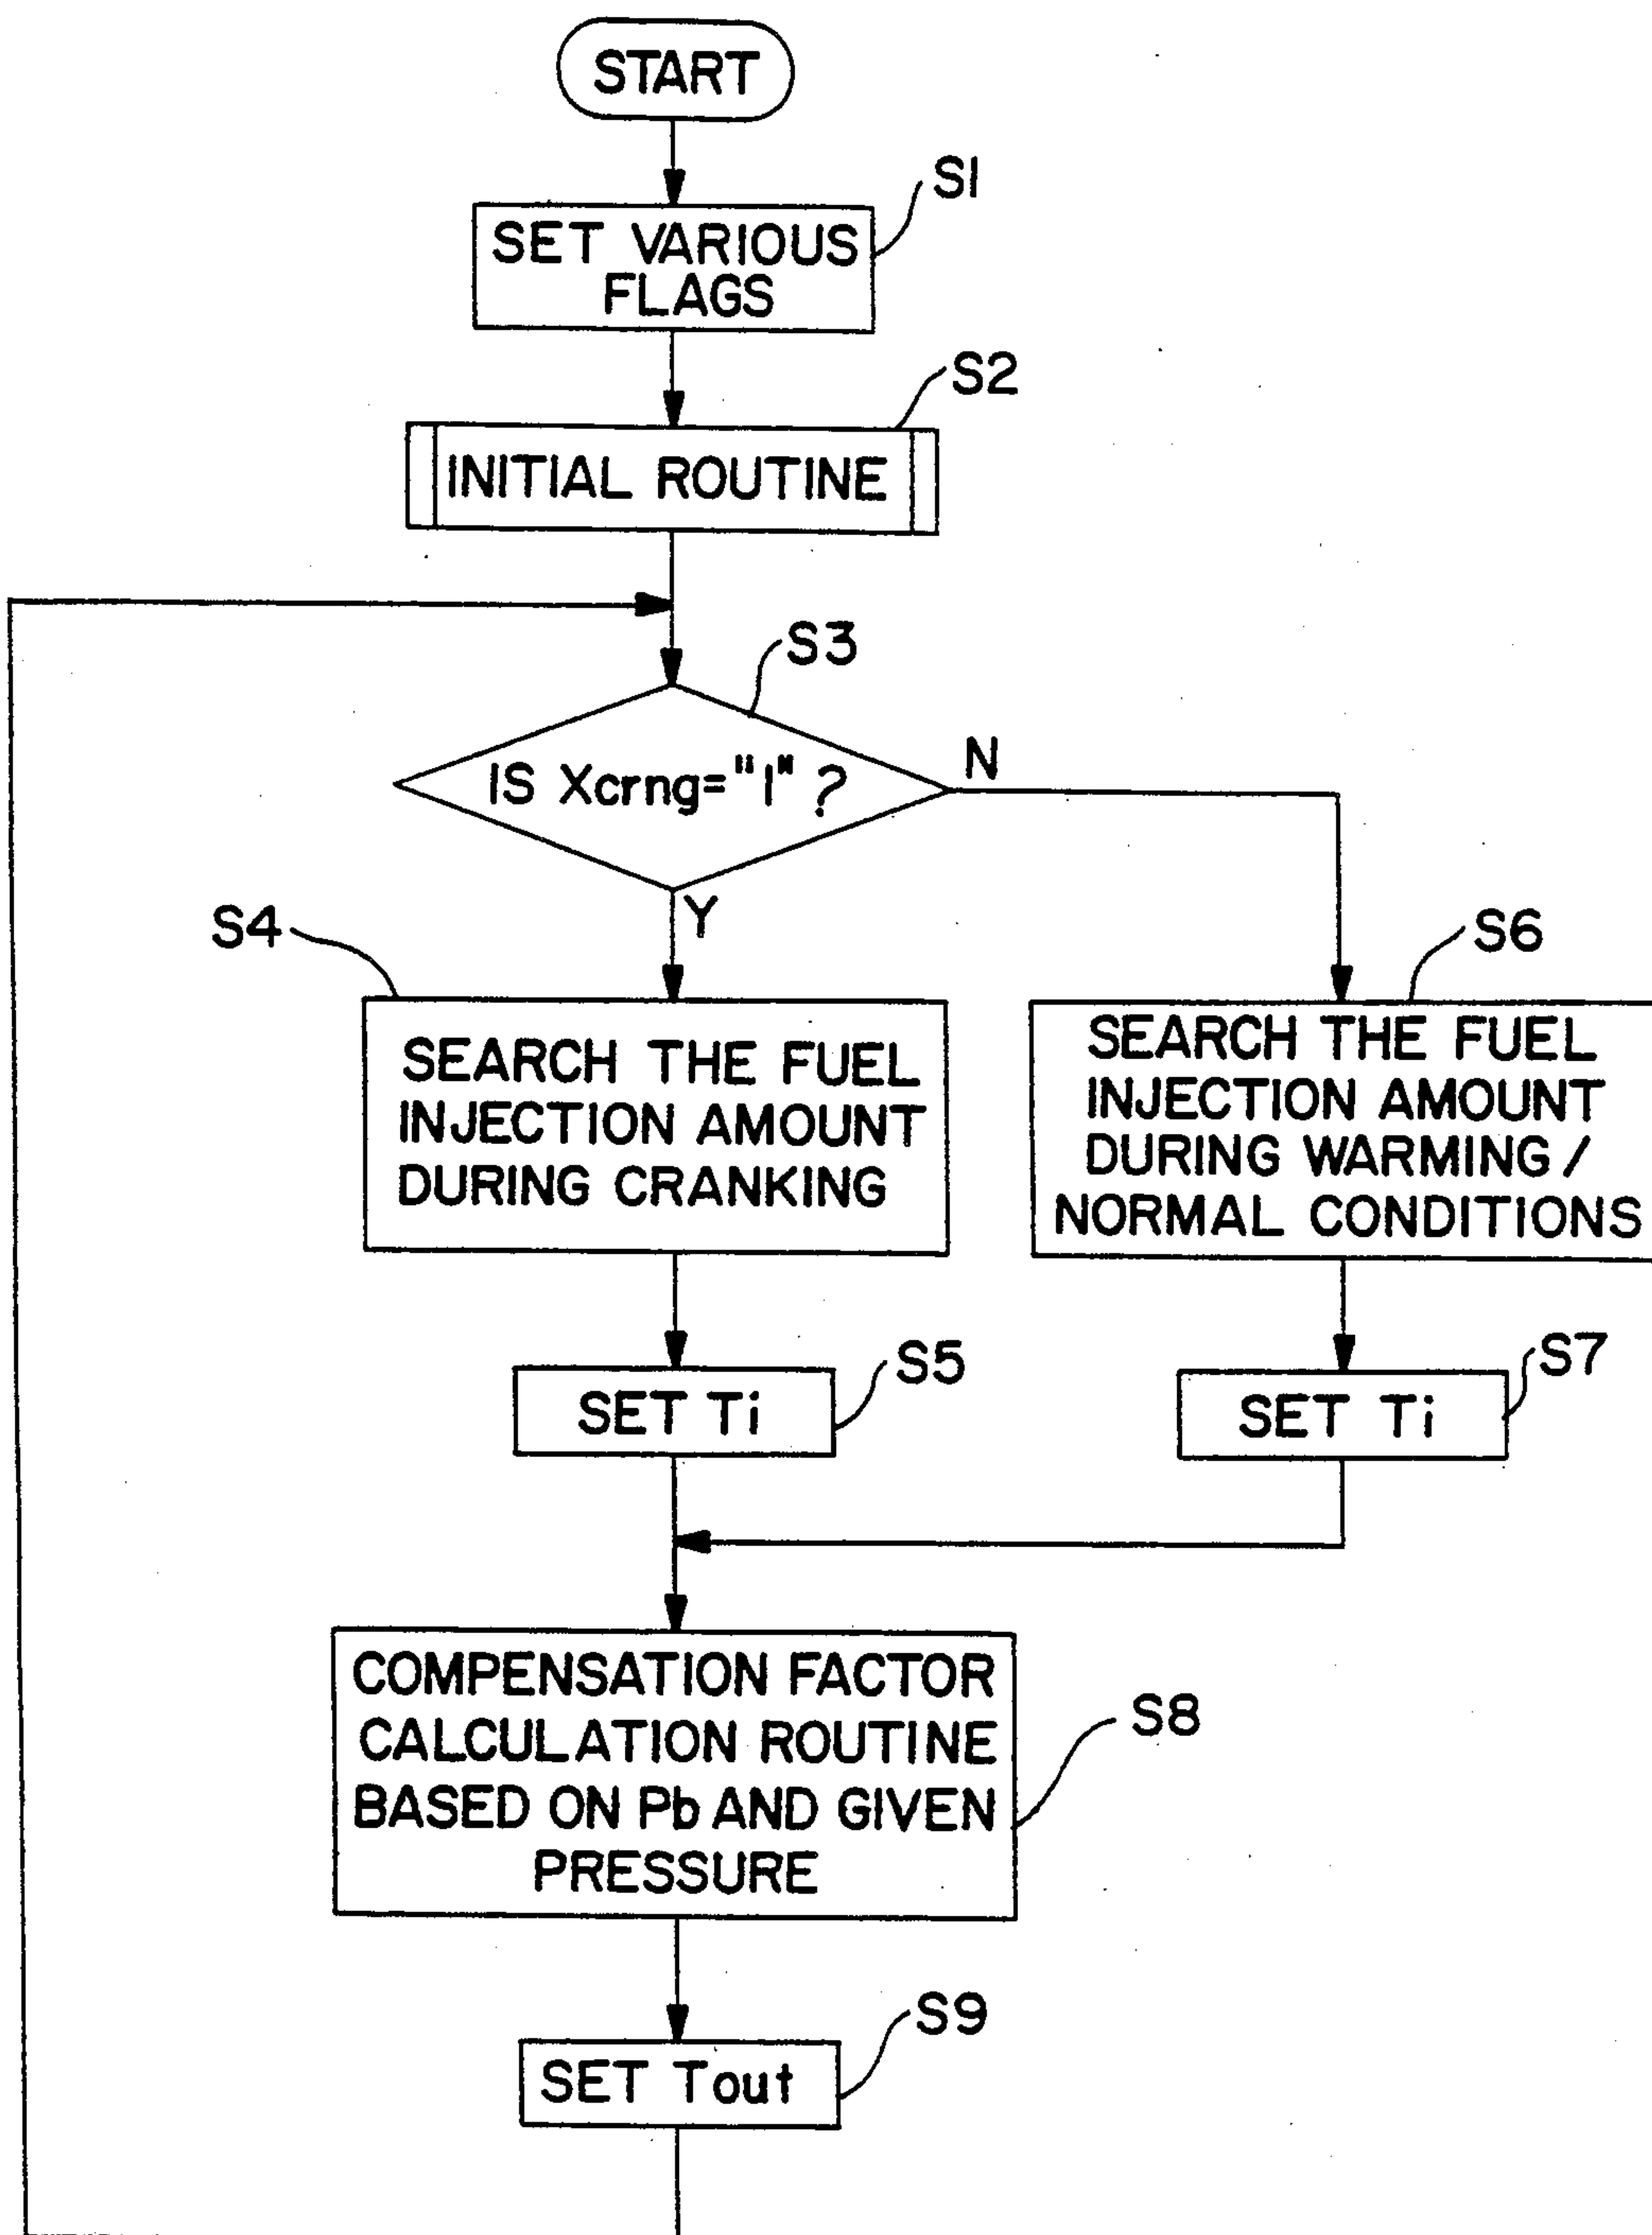 START
S1
SET VARIOUS
FLAGS
S2
INITIAL ROUTINE
S3
IS Xcrng="1" ?
N
Y
S4
SEARCH THE FUEL
INJECTION AMOUNT
DURING CRANKING
S6
SEARCH THE FUEL
INJECTION AMOUNT
DURING WARMING /
NORMAL CONDITIONS
S5
SET Ti
S7
SET Ti
COMPENSATION FACTOR
CALCULATION ROUTINE
BASED ON Pb AND GIVEN
PRESSURE
S8
S9
SET Tout